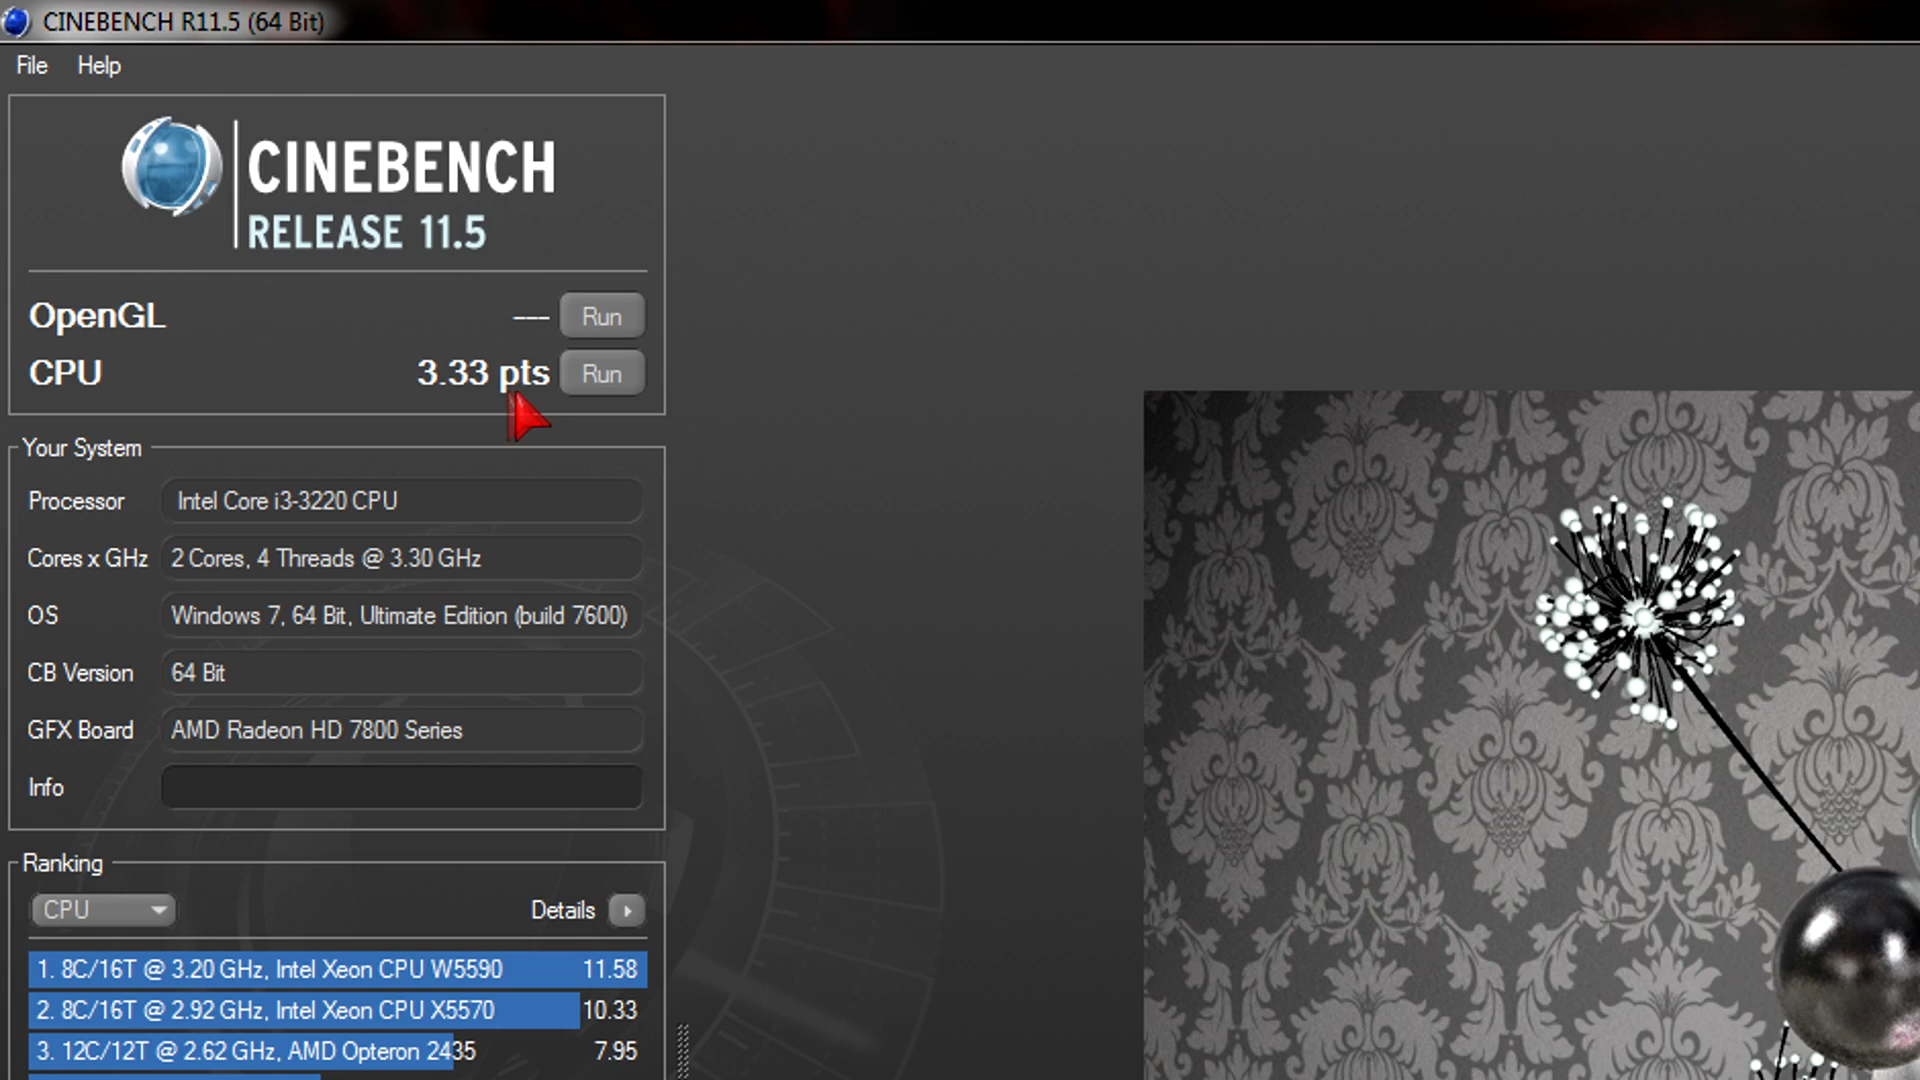 CINEBENCH R11.5 (64 Bit)
File Help
CINEBENCH
RELEASE 11.5
OpenGL --- Run
CPU 3.33 pts Run
Your System
Processor Intel Core i3-3220 CPU
Cores x GHz 2 Cores, 4 Threads @ 3.30 GHz
OS Windows 7, 64 Bit, Ultimate Edition (build 7600)
CB Version 64 Bit
GFX Board AMD Radeon HD 7800 Series
Info
Ranking
CPU Details
1. 8C/16T @ 3.20 GHz, Intel Xeon CPU W5590 11.58
2. 8C/16T @ 2.92 GHz, Intel Xeon CPU X5570 10.33
3. 12C/12T @ 2.62 GHz, AMD Opteron 2435 7.95